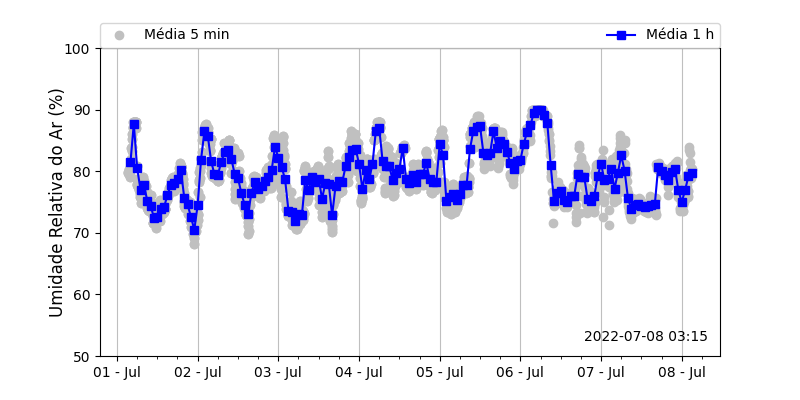 Média 5 min
Média 1 h
Umidade Relativa do Ar (%)
100
90
80
70
60
50
2022-07-08 03:15
01 - Jul
02 - Jul
03 - Jul
04 - Jul
05 - Jul
06 - Jul
07 - Jul
08 - Jul